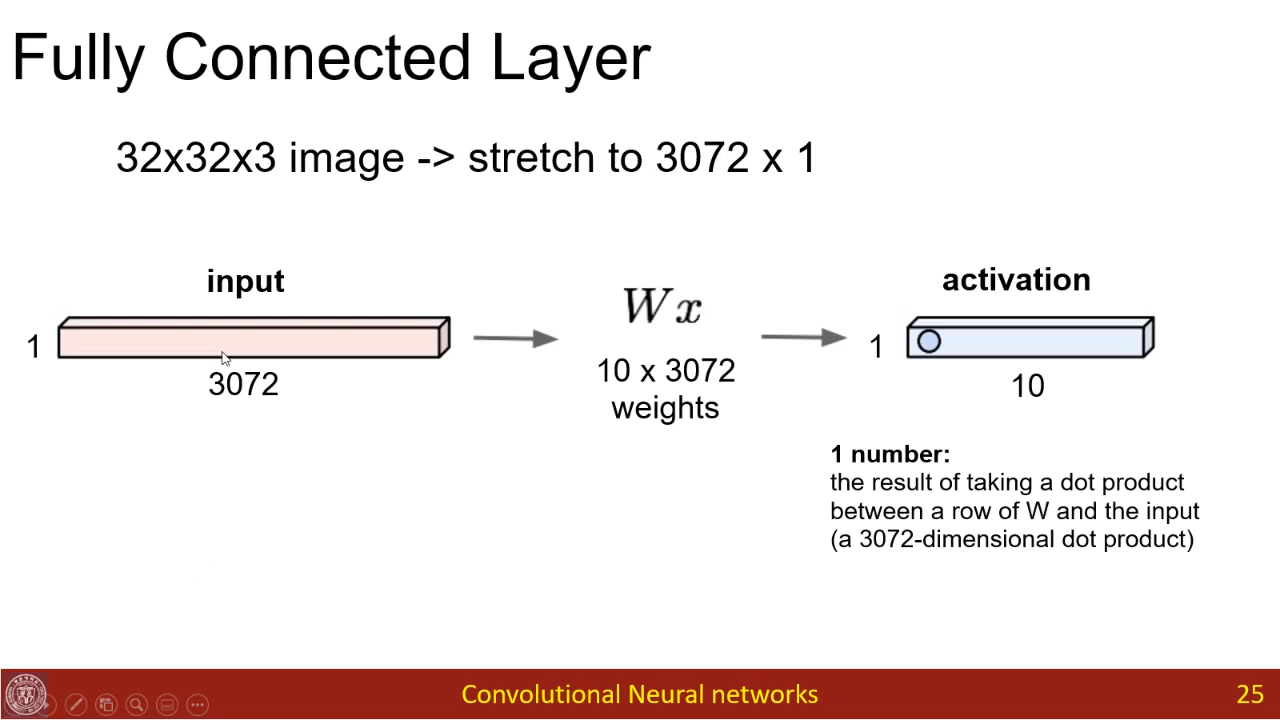 Fully Connected Layer
32x32x3 image -> stretch to 3072 x 1
input
1
3072
Wx
10 x 3072
weights
activation
1
10
1 number:
the result of taking a dot product
between a row of W and the input
(a 3072-dimensional dot product)
Convolutional Neural networks
25